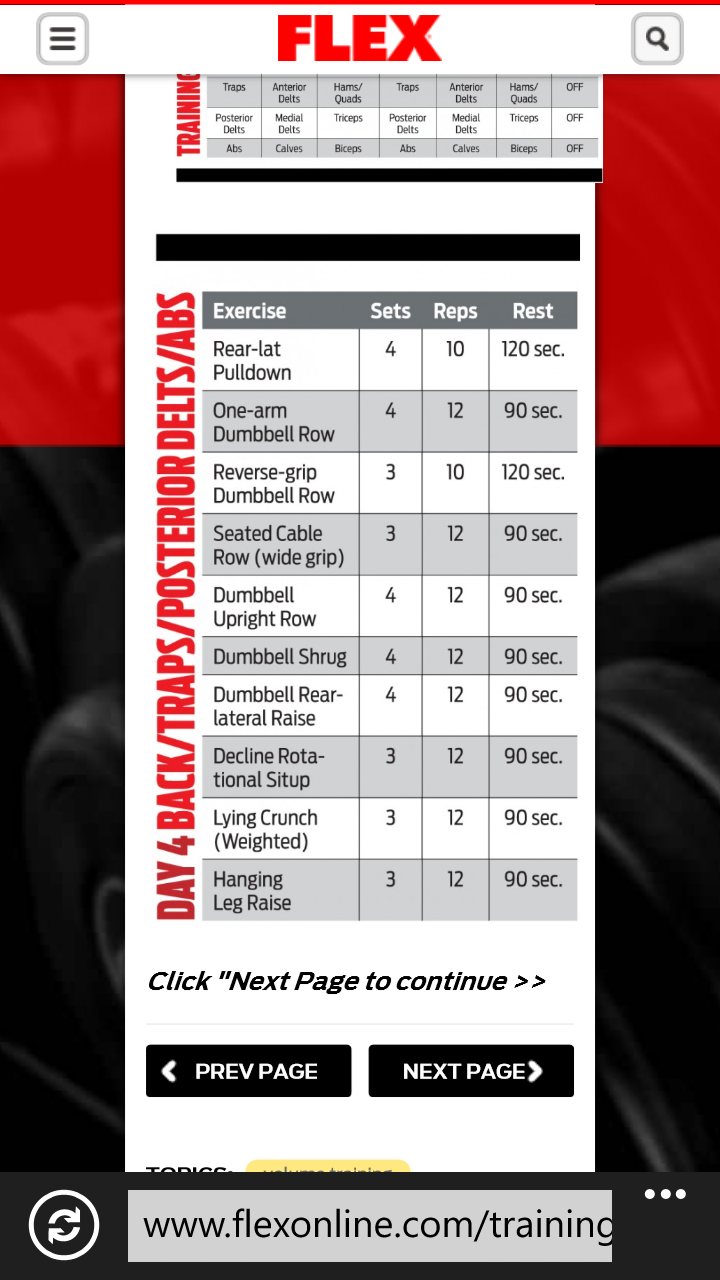 FLEX
TRAINING
Traps Anterior Delts Hams/ Quads Traps Anterior Delts Hams/ Quads OFF
Posterior Delts Medial Delts Triceps Posterior Delts Medial Delts Triceps OFF
Abs Calves Biceps Abs Calves Biceps OFF
DAY 4 BACK/TRAPS/POSTERIOR DELTS/ABS
Exercise Sets Reps Rest
Rear-lat 4 10 120 sec.
Pulldown
One-arm 4 12 90 sec.
Dumbbell Row
Reverse-grip 3 10 120 sec.
Dumbbell Row
Seated Cable 3 12 90 sec.
Row (wide grip)
Dumbbell 4 12 90 sec.
Upright Row
Dumbbell Shrug 4 12 90 sec.
Dumbbell Rear- 4 12 90 sec.
lateral Raise
Decline Rota- 3 12 90 sec.
tional Situp
Lying Crunch 3 12 90 sec.
(Weighted)
Hanging 3 12 90 sec.
Leg Raise
Click "Next Page to continue >>
PREV PAGE NEXT PAGE
TOPICS: volume training
www.flexonline.com/training